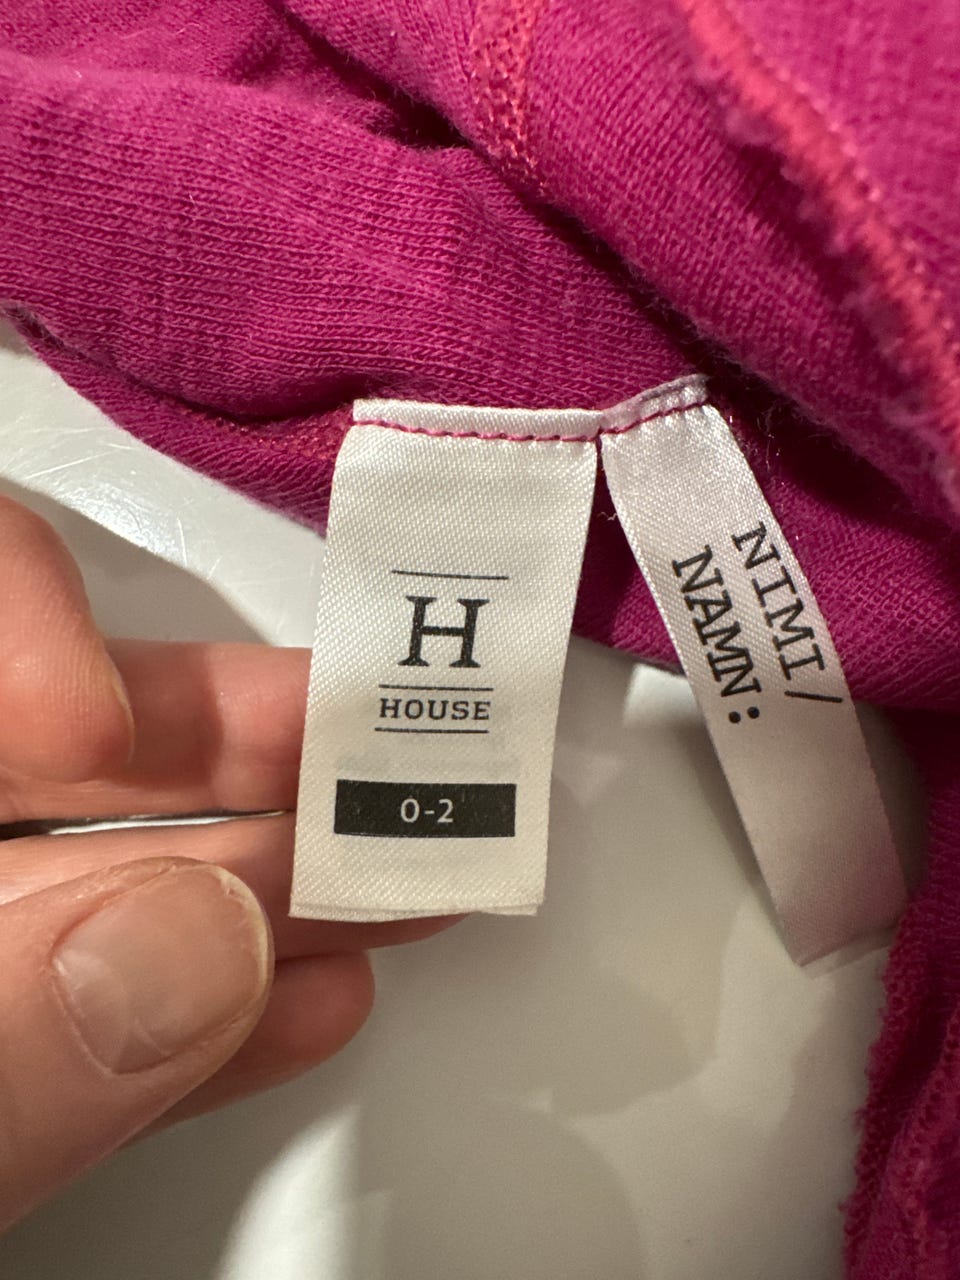 H
HOUSE
0-2
NIMI/
NAMN: